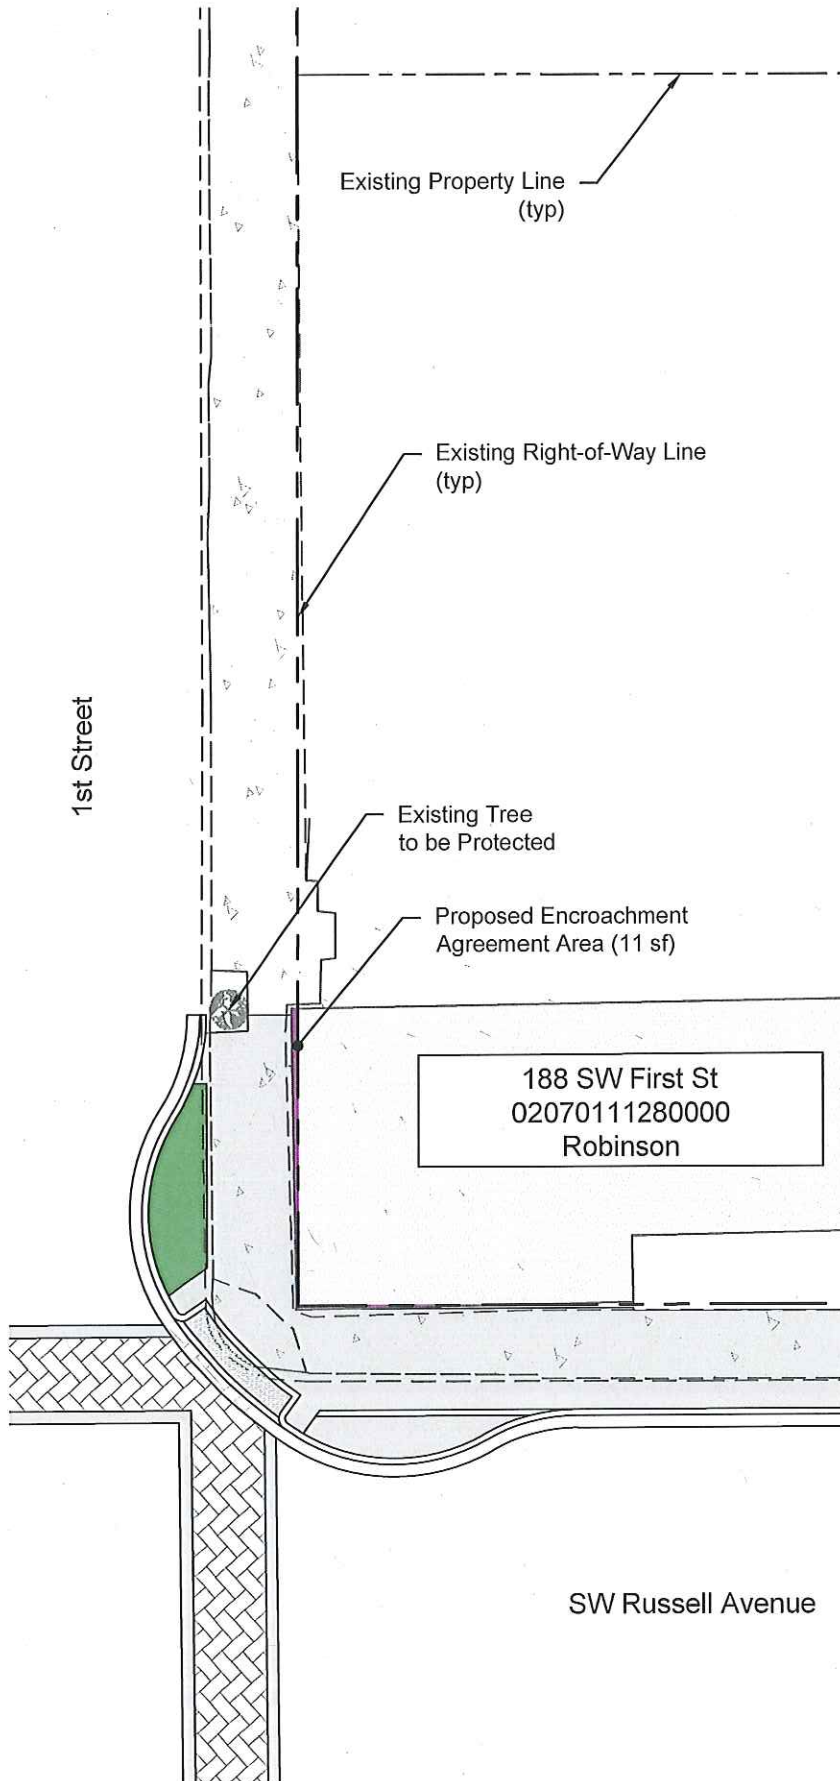 Existing Property Line
(typ)
Existing Right-of-Way Line
(typ)
1st Street
Existing Tree
to be Protected
Proposed Encroachment
Agreement Area (11 sf)
188 SW First St
02070111280000
Robinson
SW Russell Avenue